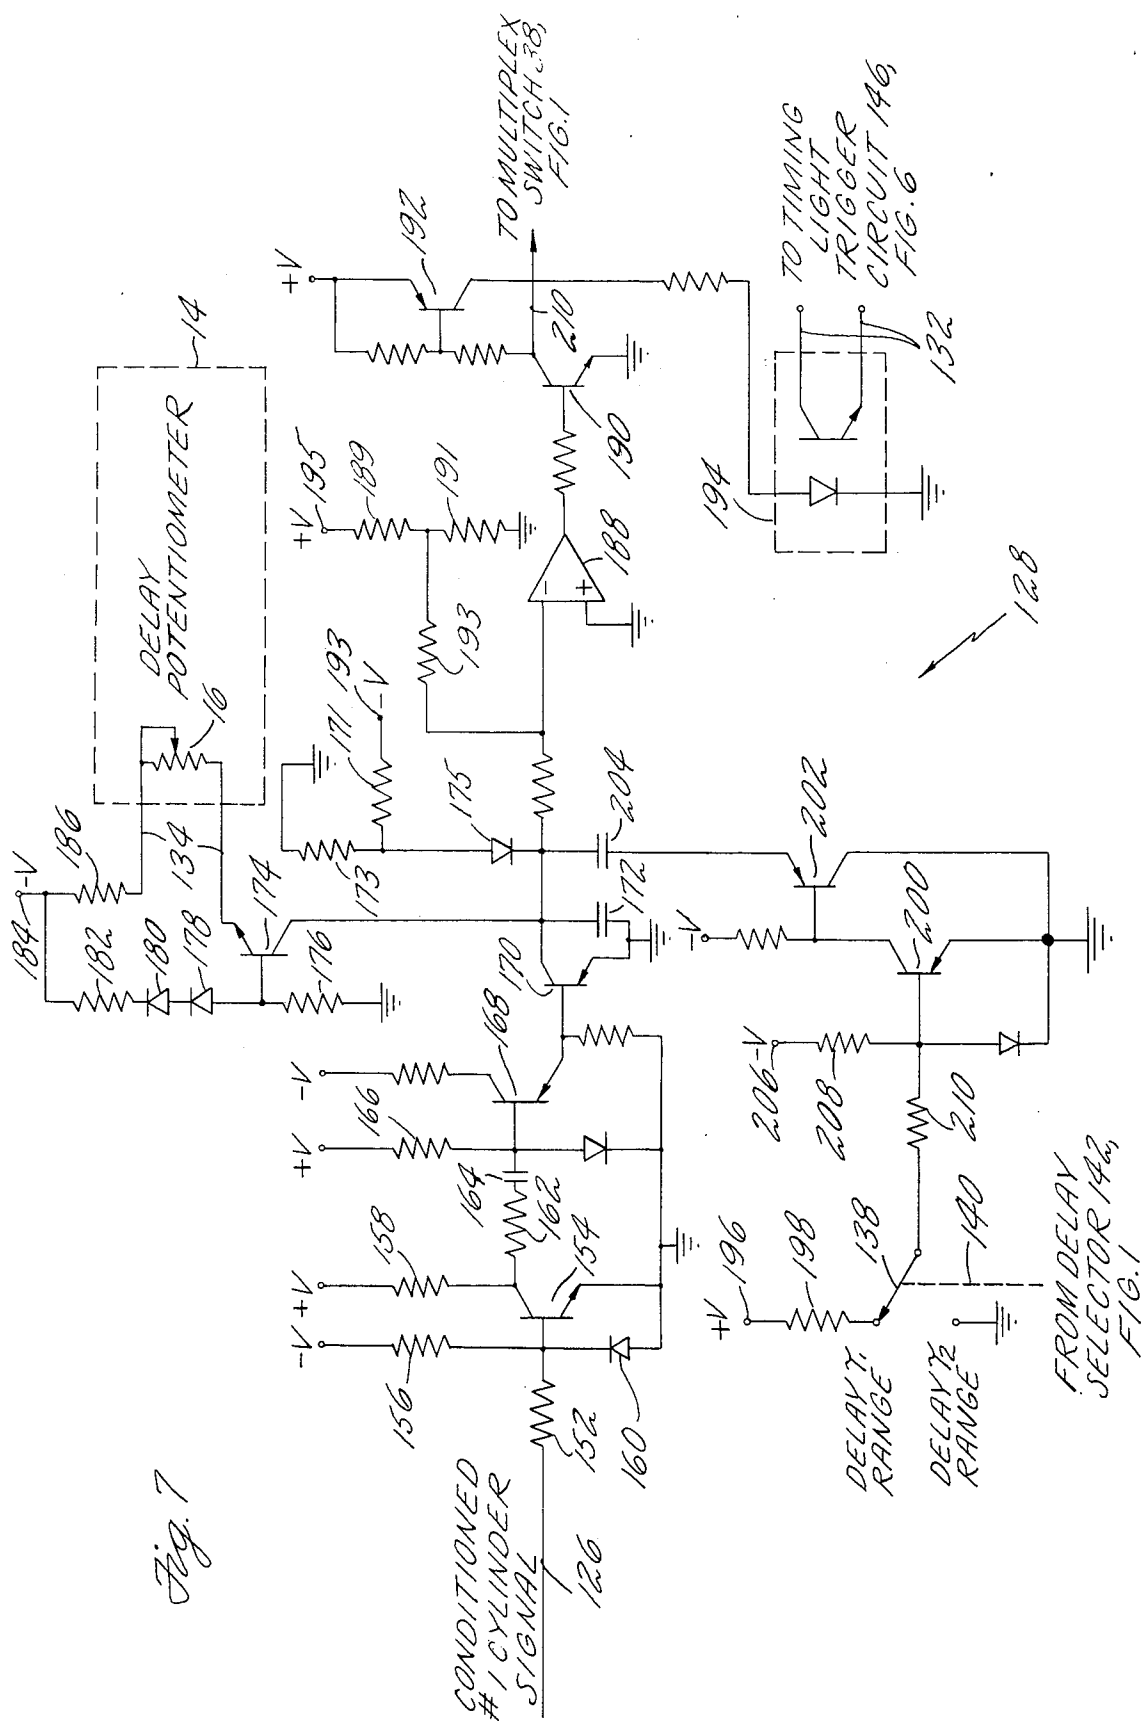 Fig. 7
CONDITIONED
#1 CYLINDER
SIGNAL
126
152
160
156
-V
158
+V
154
162
164
166
+V
-V
168
170
172
176
178
180
182
184
-V
186
134
174
DELAY
POTENTIOMETER
16
14
173
171
193
-V
175
204
193
+V
195
189
191
188
190
+V
192
210
TO MULTIPLEX
SWITCH 38,
FIG. 1
194
132
TO TIMING
LIGHT
TRIGGER
CIRCUIT 146,
FIG. 6
128
202
200
-V
206
-V
208
210
+V
196
198
138
140
DELAY τ1
RANGE
DELAY τ2
RANGE
FROM DELAY
SELECTOR 142,
FIG. 1